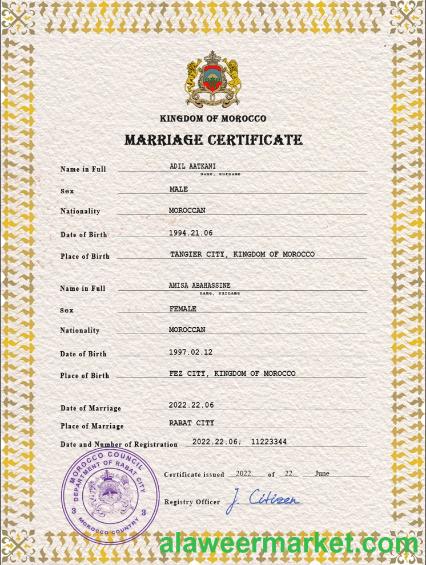 KINGDOM OF MOROCCO
MARRIAGE CERTIFICATE
Name in Full ADIL AATKANI
name, surname
Sex MALE
Nationality MOROCCAN
Date of Birth 1994.21.06
Place of Birth TANGIER CITY, KINGDOM OF MOROCCO
Name in Full AMISA ABAHASSINE
name, surname
Sex FEMALE
Nationality MOROCCAN
Date of Birth 1997.02.12
Place of Birth FEZ CITY, KINGDOM OF MOROCCO
Date of Marriage 2022.22.06
Place of Marriage RABAT CITY
Date and Number of Registration 2022.22.06; 11223344
MOROCCO COUNCIL
DEPARTMENT OF RABAT CITY
3 3
MOROCCO COUNTRY
Certificate issued 2022 of 22 June
Registry Officer J. Citizen
alaweermarket.com